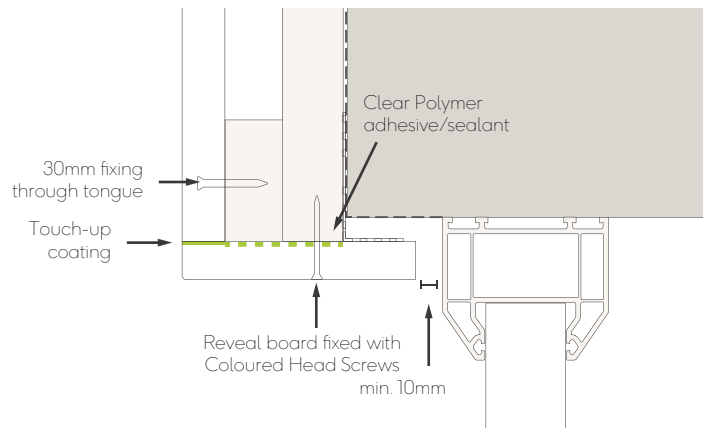 Clear Polymer
adhesive/sealant
30mm fixing
through tongue
Touch-up
coating
Reveal board fixed with
Coloured Head Screws
min. 10mm